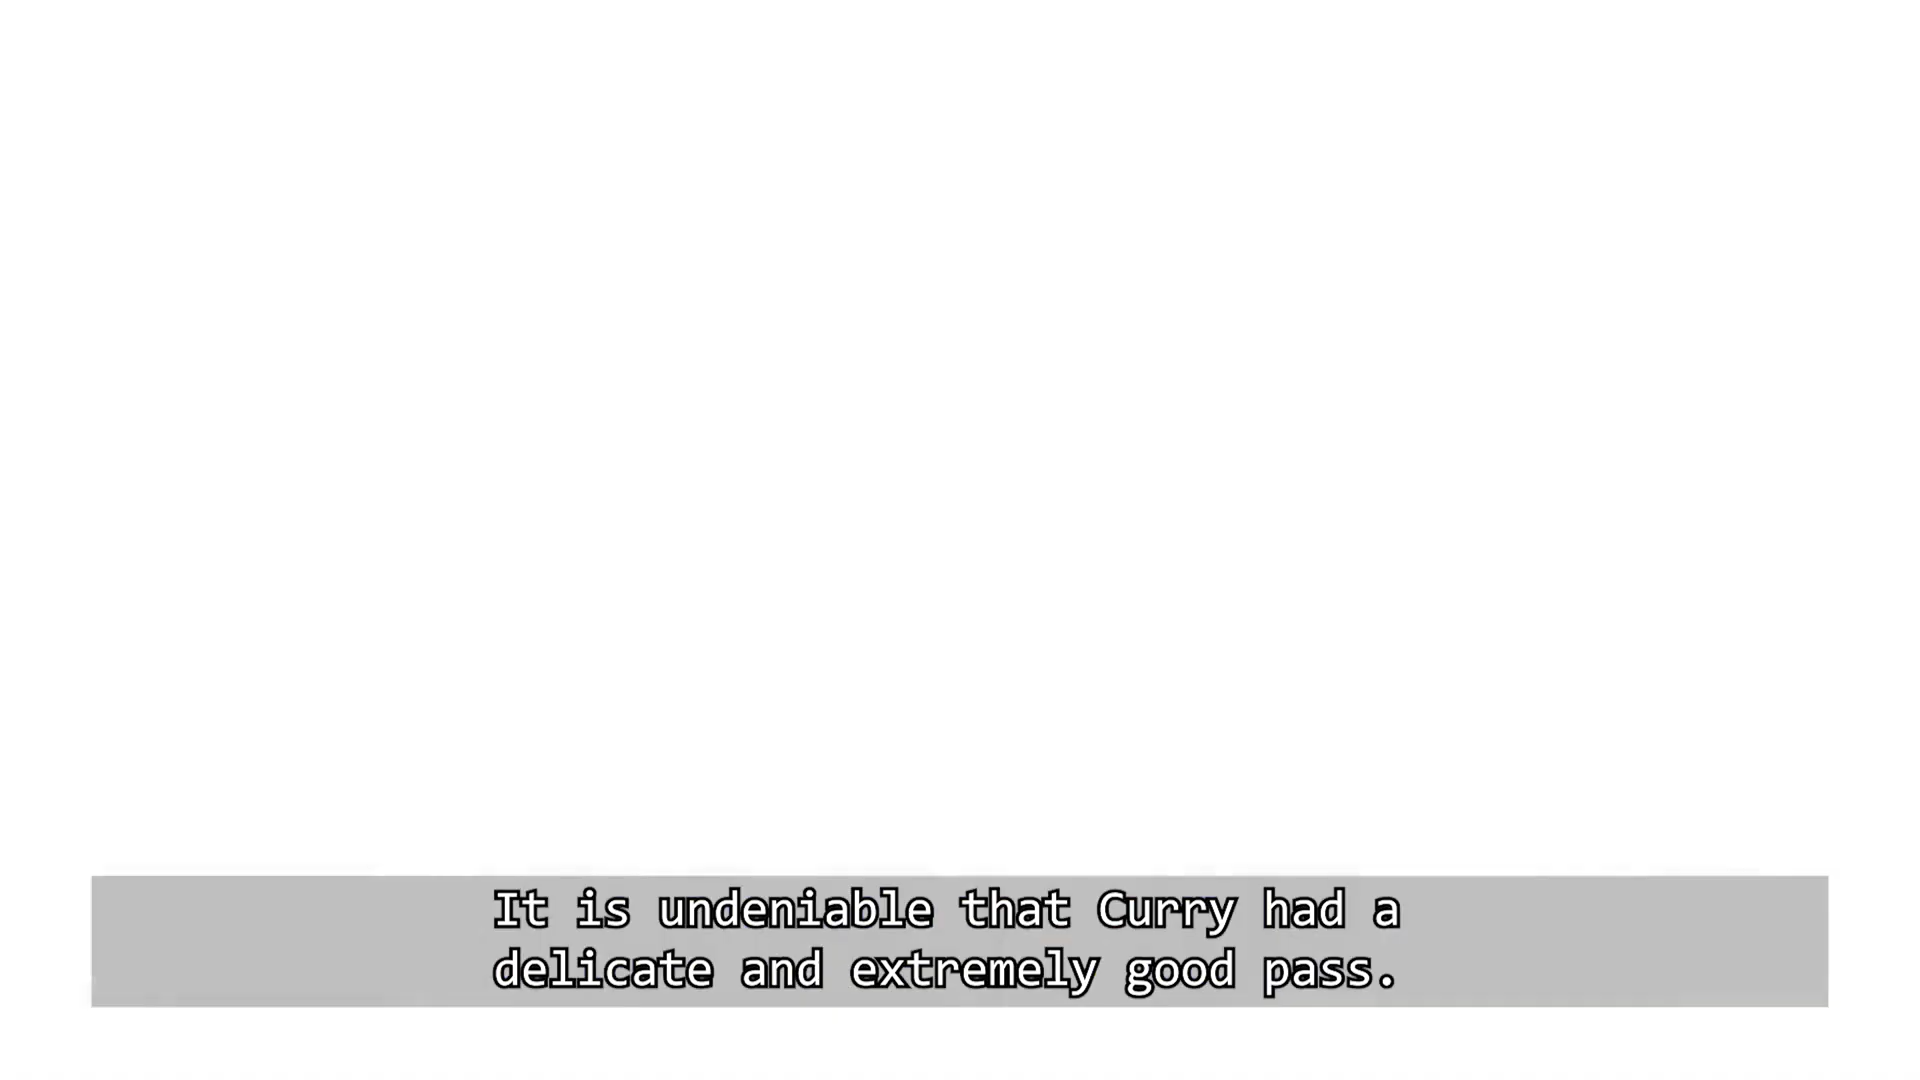 It is undeniable that Curry had a
delicate and extremely good pass.